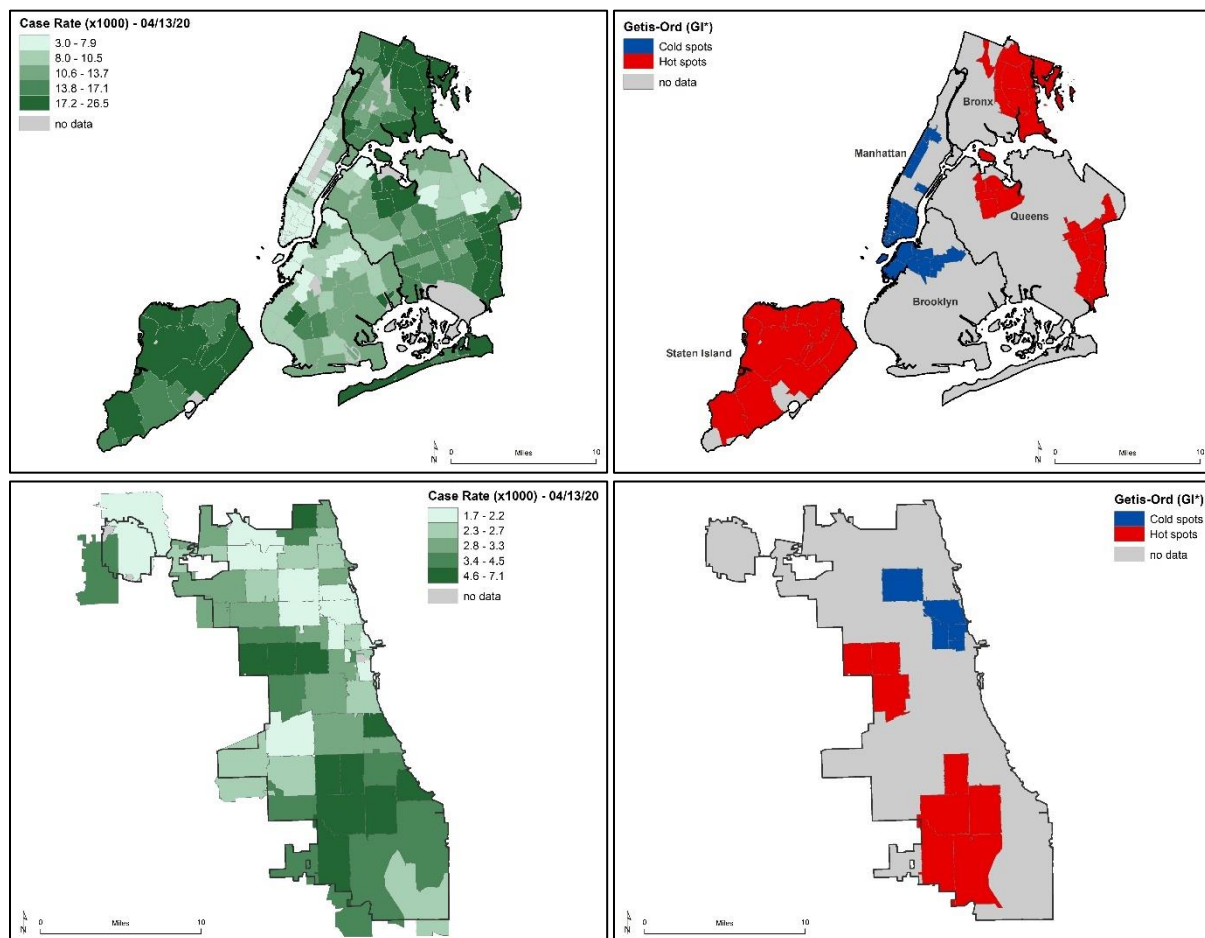 Case Rate (x1000) - 04/13/20
3.0 - 7.9
8.0 - 10.5
10.6 - 13.7
13.8 - 17.1
17.2 - 26.5
no data
N
0 Miles 10
Getis-Ord (GI*)
Cold spots
Hot spots
no data
Bronx
Manhattan
Queens
Brooklyn
Staten Island
N
0 Miles 10
Case Rate (x1000) - 04/13/20
1.7 - 2.2
2.3 - 2.7
2.8 - 3.3
3.4 - 4.5
4.6 - 7.1
no data
N
0 Miles 10
Getis-Ord (GI*)
Cold spots
Hot spots
no data
N
0 Miles 10